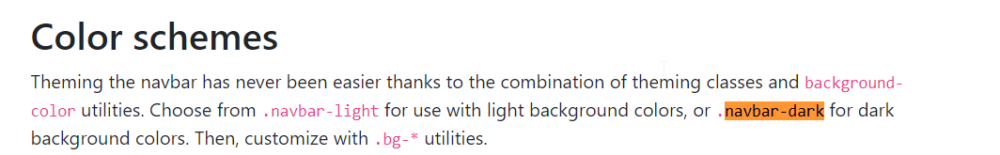 Color schemes
Theming the navbar has never been easier thanks to the combination of theming classes and background-
color utilities. Choose from .navbar-light for use with light background colors, or .navbar-dark for dark
background colors. Then, customize with .bg-* utilities.